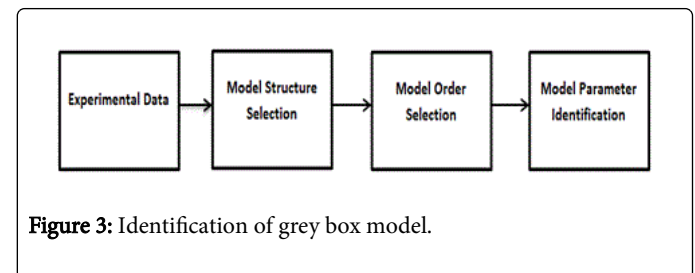 Experimental Data
Model Structure
Selection
Model Order
Selection
Model Parameter
Identification
Figure 3: Identification of grey box model.